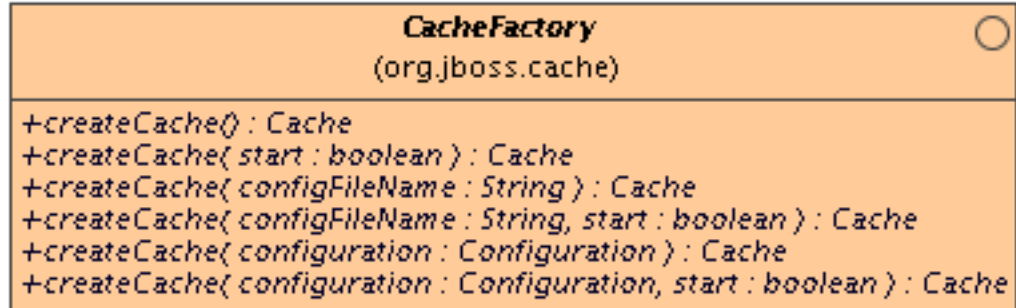 CacheFactory
(org.jboss.cache)
+createCache() : Cache
+createCache( start : boolean ) : Cache
+createCache( configFileName : String ) : Cache
+createCache( configFileName : String, start : boolean ) : Cache
+createCache( configuration : Configuration ) : Cache
+createCache( configuration : Configuration, start : boolean ) : Cache